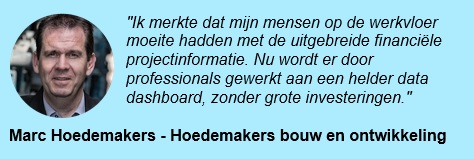 "Ik merkte dat mijn mensen op de werkvloer
moeite hadden met de uitgebreide financiële
projectinformatie. Nu wordt er door
professionals gewerkt aan een helder data
dashboard, zonder grote investeringen."
Marc Hoedemakers - Hoedemakers bouw en ontwikkeling